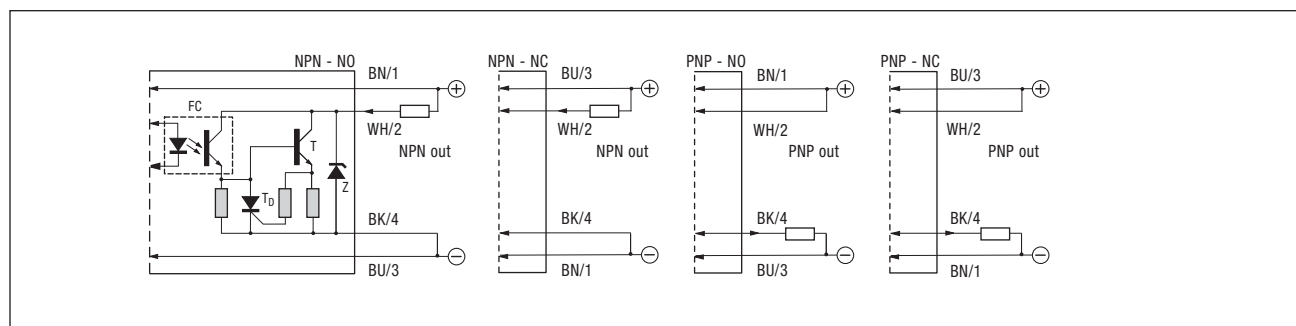 NPN - NO
BN/1
+
FC
WH/2
NPN out
T
Z
TD
BK/4
−
BU/3
NPN - NC
BU/3
+
WH/2
NPN out
BK/4
−
BN/1
PNP - NO
BN/1
+
WH/2
PNP out
BK/4
−
BU/3
PNP - NC
BU/3
+
WH/2
PNP out
BK/4
−
BN/1